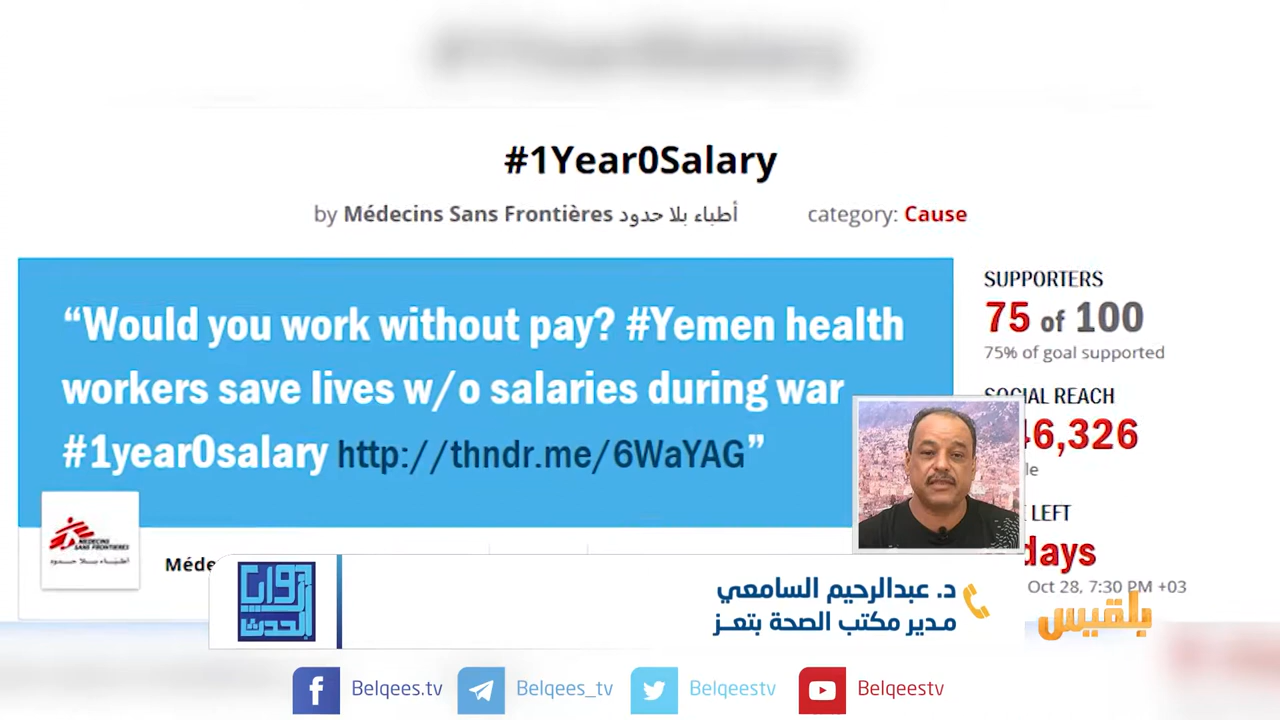 #1Year0Salary
by Médecins Sans Frontières أطباء بلا حدود
category: Cause
“Would you work without pay? #Yemen health
workers save lives w/o salaries during war
#1year0salary http://thndr.me/6WaYAG”
SUPPORTERS
75 of 100
75% of goal supported
SOCIAL REACH
46,326
LEFT
days
Oct 28, 7:30 PM +03
MEDECINS
SANS FRONTIERES
أطباء بلا حدود
Méde
الحدث
د. عبدالرحيم السامعي
مدير مكتب الصحة بتعز
بلقيس
Belqees.tv
Belqees_tv
Belqeestv
Belqeestv